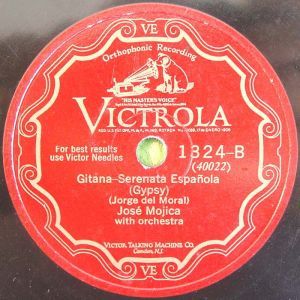 VE
Orthophonic Recording
"HIS MASTER'S VOICE"
VICTROLA
For best results
use Victor Needles
1324-B
(40022)
Gitana-Serenata Española
(Gypsy)
(Jorge del Moral)
José Mojica
with orchestra
VICTOR TALKING MACHINE CO.
Camden, N.J.
VE